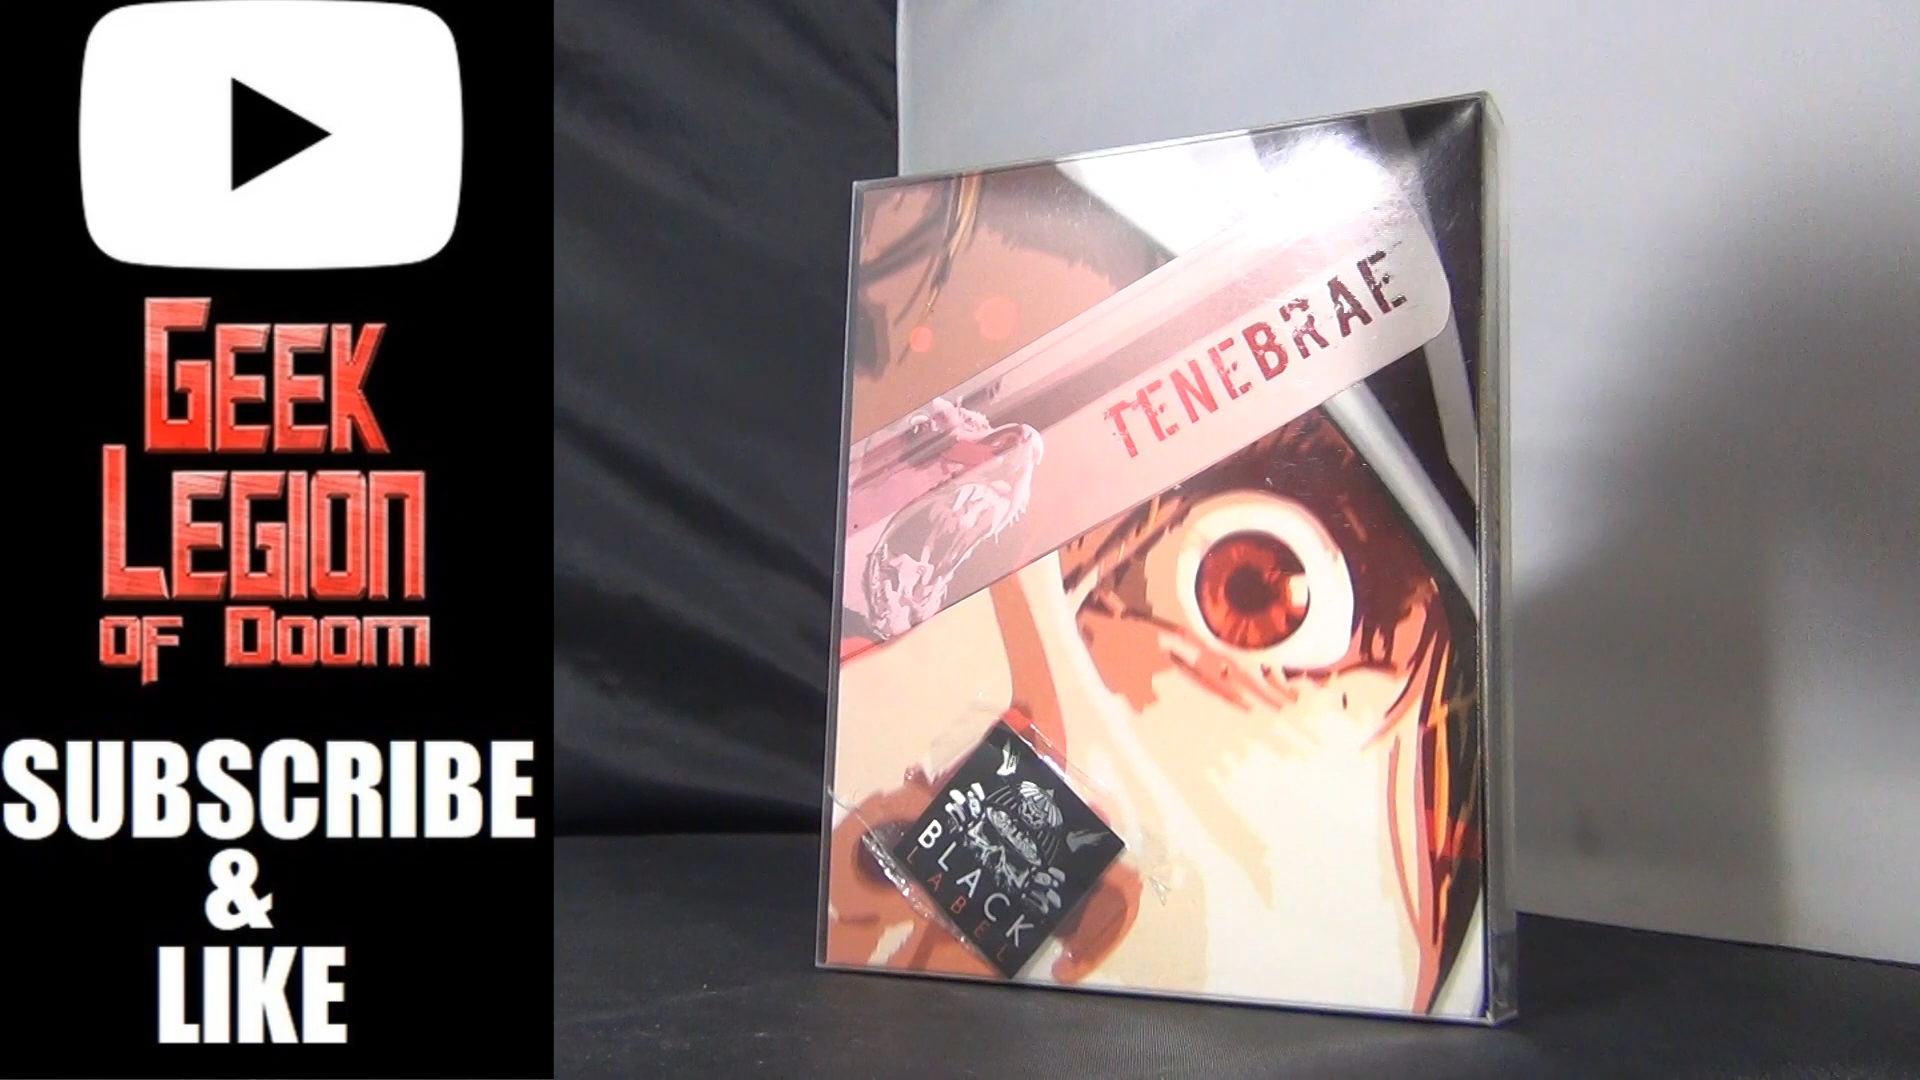 GEEK
LEGION
OF DOOM
SUBSCRIBE
&
LIKE
TENEBRAE
BLACK
LABEL